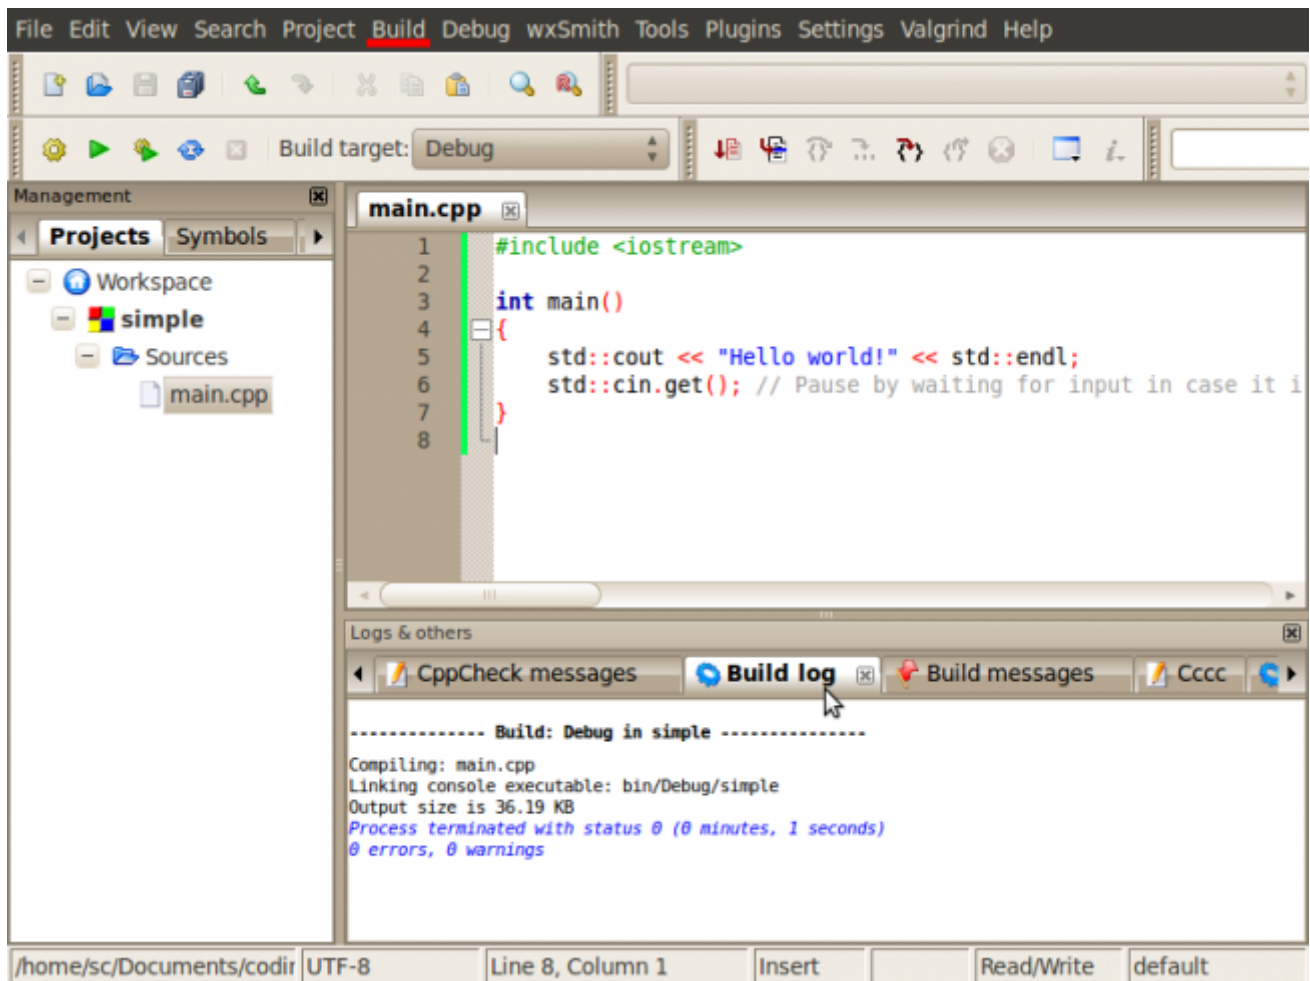 File Edit View Search Project Build Debug wxSmith Tools Plugins Settings Valgrind Help
Build target: Debug
Management
Projects Symbols
Workspace
simple
Sources
main.cpp
main.cpp
1 #include <iostream>
2
3 int main()
4 {
5 std::cout << "Hello world!" << std::endl;
6 std::cin.get(); // Pause by waiting for input in case it i
7 }
8
Logs & others
CppCheck messages Build log Build messages Cccc
-------------- Build: Debug in simple ---------------
Compiling: main.cpp
Linking console executable: bin/Debug/simple
Output size is 36.19 KB
Process terminated with status 0 (0 minutes, 1 seconds)
0 errors, 0 warnings
/home/sc/Documents/codir UTF-8 Line 8, Column 1 Insert Read/Write default